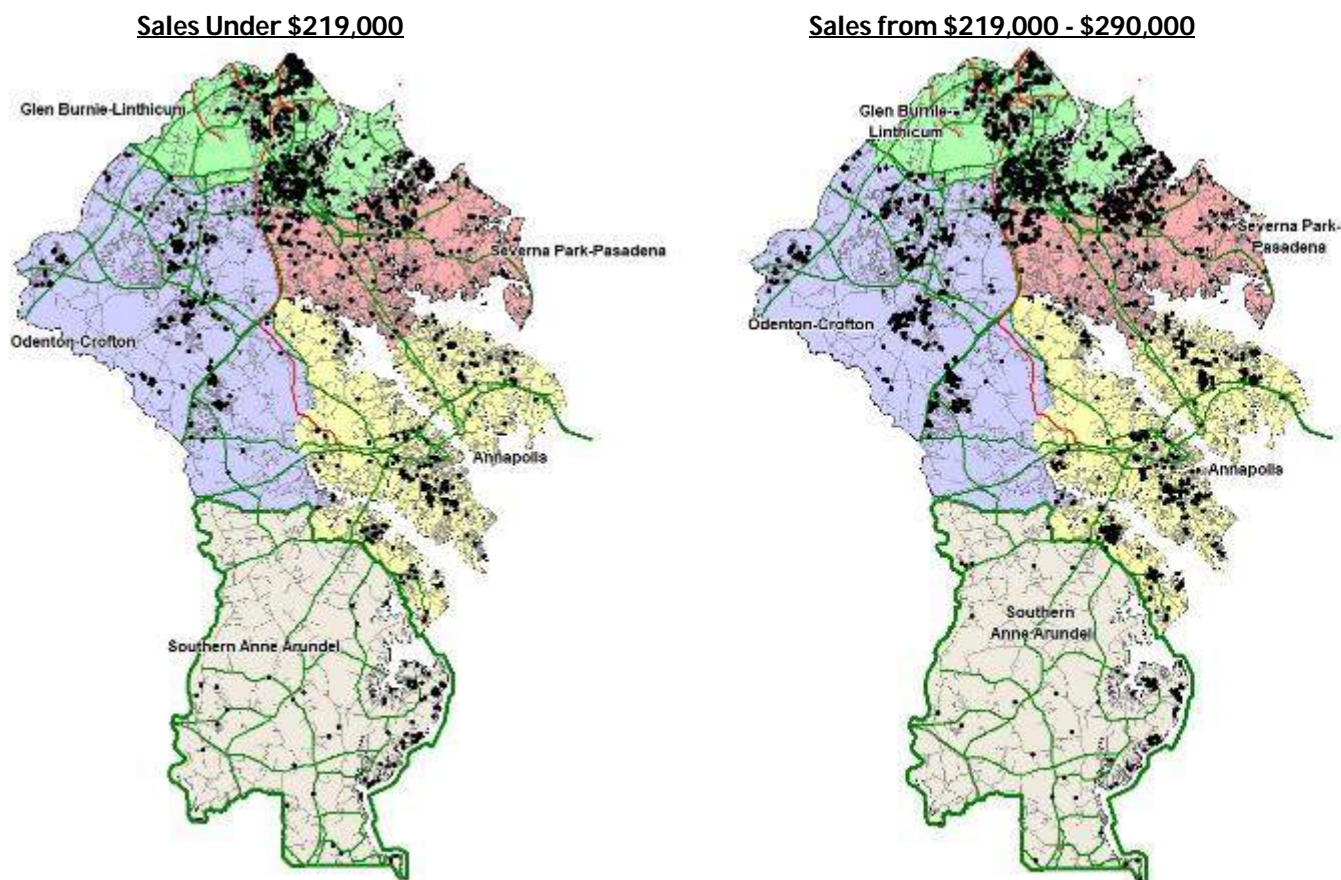 Sales Under $219,000
Glen Burnie-Linthicum
Severna Park-Pasadena
Odenton-Crofton
Annapolis
Southern Anne Arundel
Sales from $219,000 - $290,000
Glen Burnie-
Linthicum
Severna Park-
Pasadena
Odenton-Crofton
Annapolis
Southern
Anne Arundel